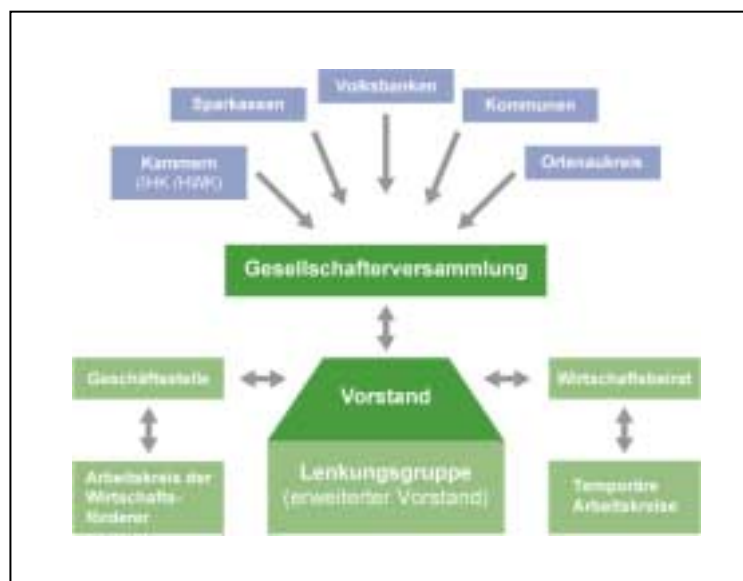 Volksbanken
Sparkassen
Kommunen
Kammern
(IHK/HWK)
Ortenaukreis
Gesellschafterversammlung
Geschäftsstelle
Vorstand
Wirtschaftsbeirat
Lenkungsgruppe
(erweiterter Vorstand)
Arbeitskreis der
Wirtschafts-
förderer
Temporäre
Arbeitskreise